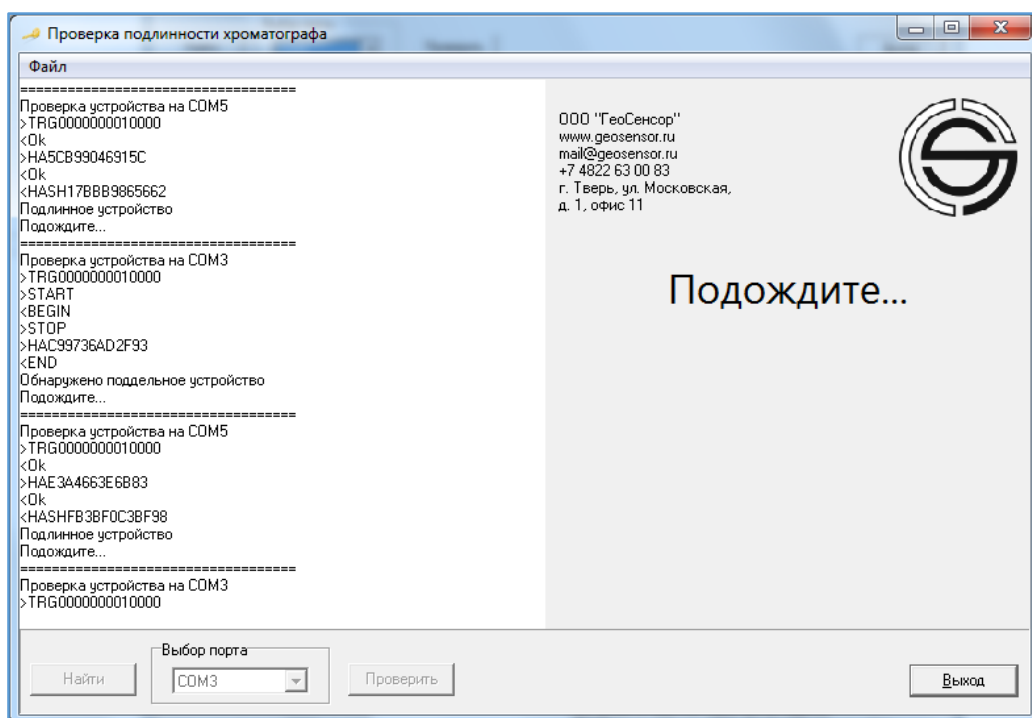 Проверка подлинности хроматографа
Файл
====================================
Проверка устройства на COM5
>TRG0000000010000
<Ok
>HA5CB99046915C
<Ok
<HASH17BBB9865662
Подлинное устройство
Подождите...
====================================
Проверка устройства на COM3
>TRG0000000010000
>START
<BEGIN
>STOP
>HAC99736AD2F93
<END
Обнаружено поддельное устройство
Подождите...
====================================
Проверка устройства на COM5
>TRG0000000010000
<Ok
>HAE3A4663E6B83
<Ok
<HASHFB3BF0C3BF98
Подлинное устройство
Подождите...
====================================
Проверка устройства на COM3
>TRG0000000010000
ООО "ГеоСенсор"
www.geosensor.ru
mail@geosensor.ru
+7 4822 63 00 83
г. Тверь, ул. Московская,
д. 1, офис 11
Подождите...
Найти
Выбор порта
COM3
Проверить
Выход